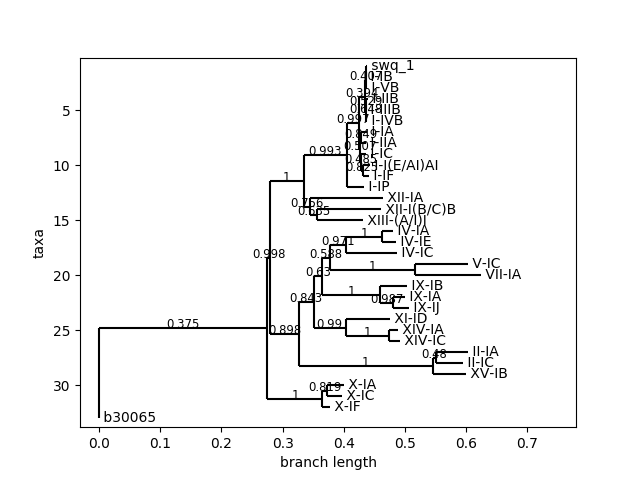 swq_1
0.407
I-IB
I-VB
0.394
I-IIB
I-IIIB
0.997
I-IVB
I-IA
0.849
I-IIA
0.507
I-IC
0.993
0.485
I-I(E/AI)AI
0.825
I-IF
1
I-IP
XII-IA
0.766
XII-I(B/C)B
XIII-(A/I)I
IV-IA
1
0.971
IV-IE
0.998
0.588
IV-IC
V-IC
1
0.63
VII-IA
IX-IB
1
0.843
0.987
IX-IA
IX-IJ
XI-ID
0.375
0.99
0.898
1
XIV-IA
XIV-IC
II-IA
0.48
1
II-IC
XV-IB
X-IA
0.819
1
X-IC
X-IF
b30065
5
10
15
20
25
30
taxa
0.0 0.1 0.2 0.3 0.4 0.5 0.6 0.7
branch length